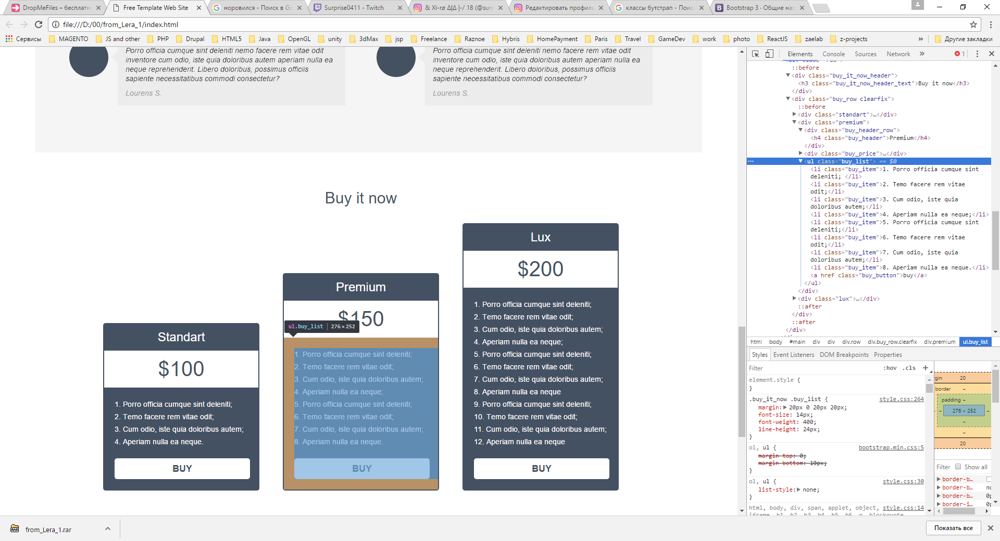 DropMeFiles – бесплатн
Free Template Web Site
норовился - Поиск в Go
Surprise0411 - Twitch
Редактировать профиль
классы бутстрап - Поис
Bootstrap 3 · Общие нас
file:///D:/00/from_Lera_1/index.html
Сервисы MAGENTO JS and other PHP Drupal HTML5 Java OpenGL unity 3dMax jsp Freelance Raznoe Hybris HomePayment Paris Travel GameDev work photo ReactJS zaelab z-projects » Другие закладки
Porro officia cumque sint deleniti nemo facere rem vitae odit
inventore cum odio, iste quia doloribus autem aperiam nulla ea
neque reprehenderit. Libero doloribus, possimus officiis
sapiente necessitatibus commodi consectetur?
Lourens S.
Porro officia cumque sint deleniti nemo facere rem vitae odit
inventore cum odio, iste quia doloribus autem aperiam nulla ea
neque reprehenderit. Libero doloribus, possimus officiis
sapiente necessitatibus commodi consectetur?
Lourens S.
Buy it now
Standart
$100
1. Porro officia cumque sint deleniti;
2. Temo facere rem vitae odit;
3. Cum odio, iste quia doloribus autem;
4. Aperiam nulla ea neque.
BUY
Premium
$150
ul.buy_list | 276 × 252
1. Porro officia cumque sint deleniti;
2. Temo facere rem vitae odit;
3. Cum odio, iste quia doloribus autem;
4. Aperiam nulla ea neque;
5. Porro officia cumque sint deleniti;
6. Temo facere rem vitae odit;
7. Cum odio, iste quia doloribus autem;
8. Aperiam nulla ea neque.
BUY
Lux
$200
1. Porro officia cumque sint deleniti;
2. Temo facere rem vitae odit;
3. Cum odio, iste quia doloribus autem;
4. Aperiam nulla ea neque;
5. Porro officia cumque sint deleniti;
6. Temo facere rem vitae odit;
7. Cum odio, iste quia doloribus autem;
8. Aperiam nulla ea neque
9. Porro officia cumque sint deleniti;
10. Temo facere rem vitae odit;
11. Cum odio, iste quia doloribus autem;
12. Aperiam nulla ea neque
BUY
Elements Console Sources Network » 1
::before
<div class="buy_it_now_header">
<h3 class="buy_it_now_header_text">Buy it now</h3>
</div>
<div class="buy_row clearfix">
::before
<div class="standart">…</div>
<div class="premium">
<div class="buy_header_row">
<h4 class="buy_header">Premium</h4>
</div>
<div class="buy_price">…</div>
<ul class="buy_list"> == $0
<li class="buy_item">1. Porro officia cumque sint
deleniti; </li>
<li class="buy_item">2. Temo facere rem vitae
odit;</li>
<li class="buy_item">3. Cum odio, iste quia
doloribus autem;</li>
<li class="buy_item">4. Aperiam nulla ea neque;</li>
<li class="buy_item">5. Porro officia cumque sint
deleniti;</li>
<li class="buy_item">6. Temo facere rem vitae
odit;</li>
<li class="buy_item">7. Cum odio, iste quia
doloribus autem;</li>
<li class="buy_item">8. Aperiam nulla ea neque.</li>
<a href class="buy_button">buy</a>
</ul>
</div>
<div class="lux">…</div>
::after
</div>
::after
</div>
html body #main div div div.row div.buy_row.clearfix div.premium ul.buy_list
Styles Event Listeners DOM Breakpoints Properties
Filter :hov .cls +
element.style {
}
.buy_it_now .buy_list { style.css:264
margin: 20px 0 20px 20px;
font-size: 14px;
font-weight: 400;
line-height: 24px;
}
ol, ul { bootstrap.min.css:5
margin-top: 0;
margin-bottom: 10px;
}
ol, ul { style.css:30
list-style: none;
}
html, body, div, span, applet, object, style.css:14
iframe, h1, h2, h3, h4, h5, h6, p, blockquote,
rgin 20
border –
padding –
– 276 × 252 –
–
–
20
Filter Show all
border-b…
border-b… no
border-b… 0p
border-i… 0p
from_Lera_1.rar
Показать все